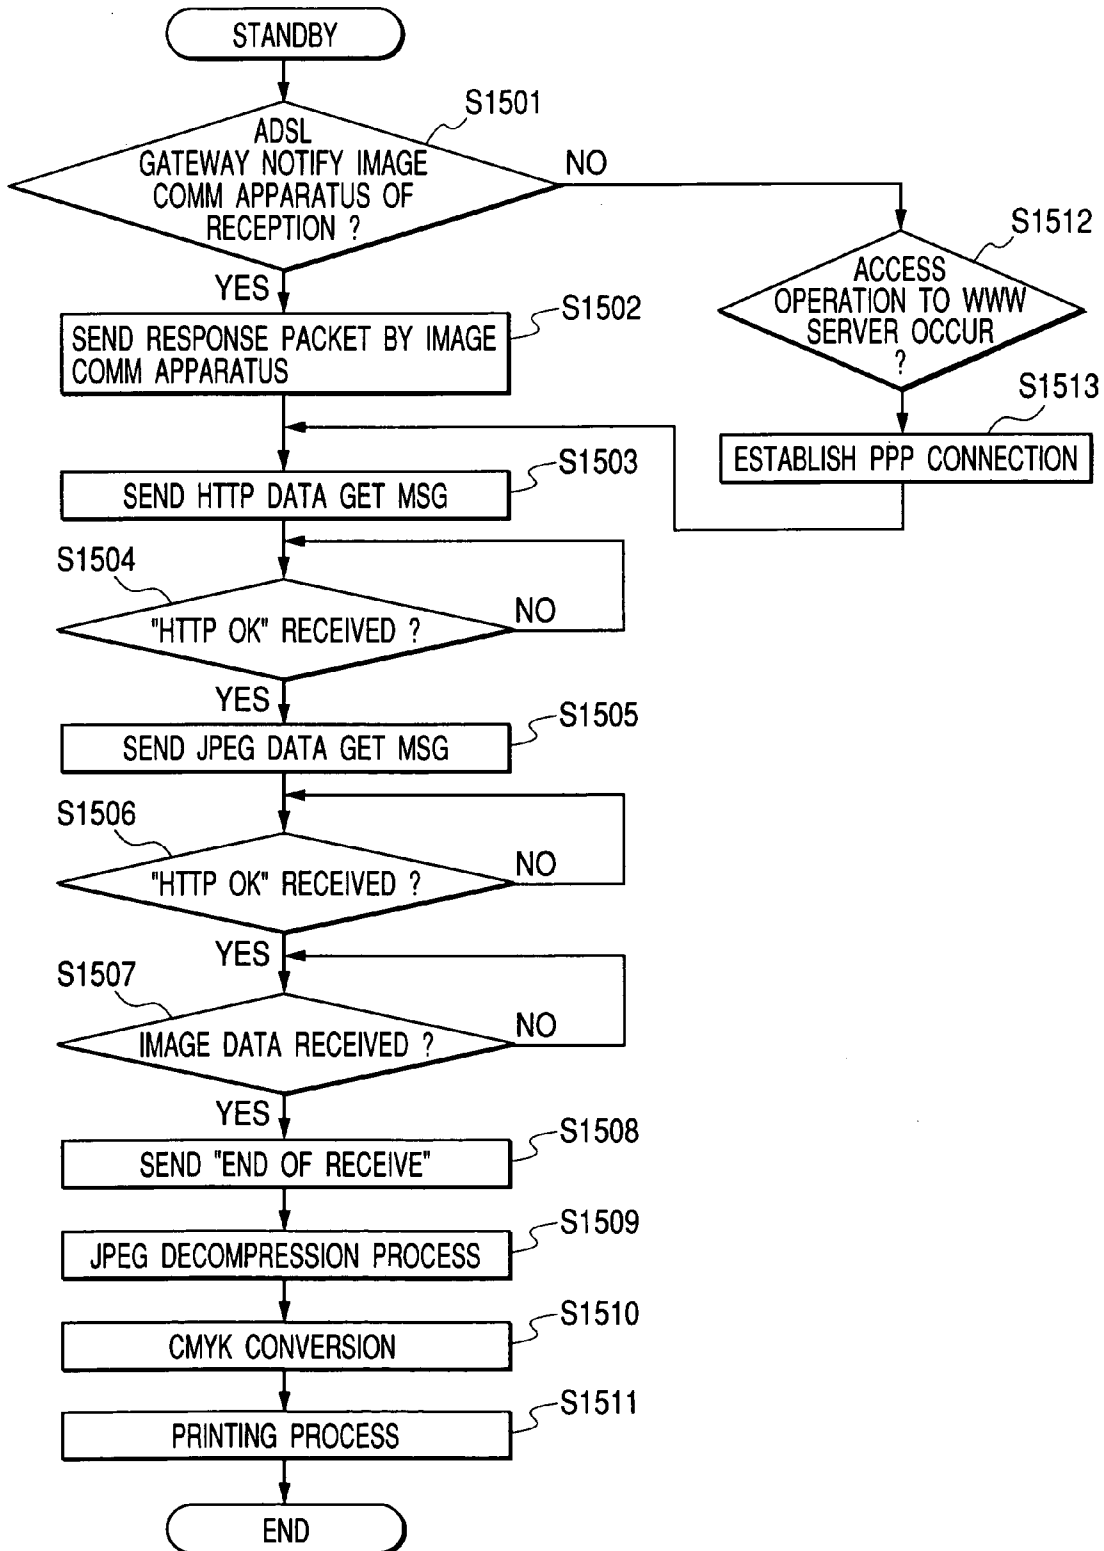 STANDBY
S1501
ADSL
GATEWAY NOTIFY IMAGE
COMM APPARATUS OF
RECEPTION ?
NO
YES
S1512
ACCESS
OPERATION TO WWW
SERVER OCCUR
?
S1502
SEND RESPONSE PACKET BY IMAGE
COMM APPARATUS
S1513
ESTABLISH PPP CONNECTION
S1503
SEND HTTP DATA GET MSG
S1504
"HTTP OK" RECEIVED ?
NO
YES
S1505
SEND JPEG DATA GET MSG
S1506
"HTTP OK" RECEIVED ?
NO
YES
S1507
IMAGE DATA RECEIVED ?
NO
YES
S1508
SEND "END OF RECEIVE"
S1509
JPEG DECOMPRESSION PROCESS
S1510
CMYK CONVERSION
S1511
PRINTING PROCESS
END